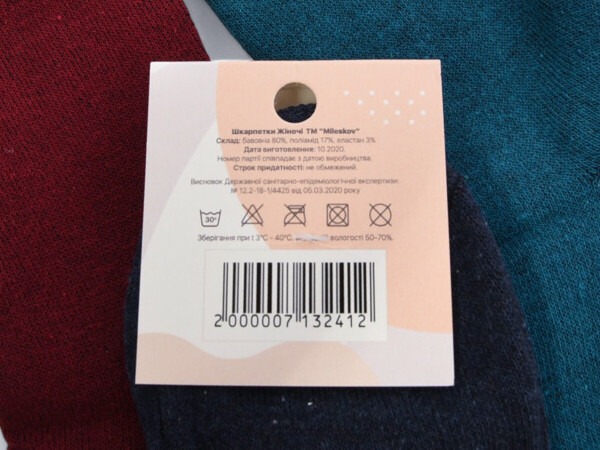 Шкарпетки Жіночі ТМ "Mileskov"
Склад: бавовна 80%, поліамід 17%, еластан 3%
Дата виготовлення: 10.2020.
Номер партії співпадає з датою виробництва.
Строк придатності: не обмежений.
Висновок Державної санітарно-епідеміологічної експертизи:
№ 12.2-18-1/4425 від 05.03.2020 року
30°
Зберігання при t 3°C - 40°C, вологості 50-70%.
2 000007 132412